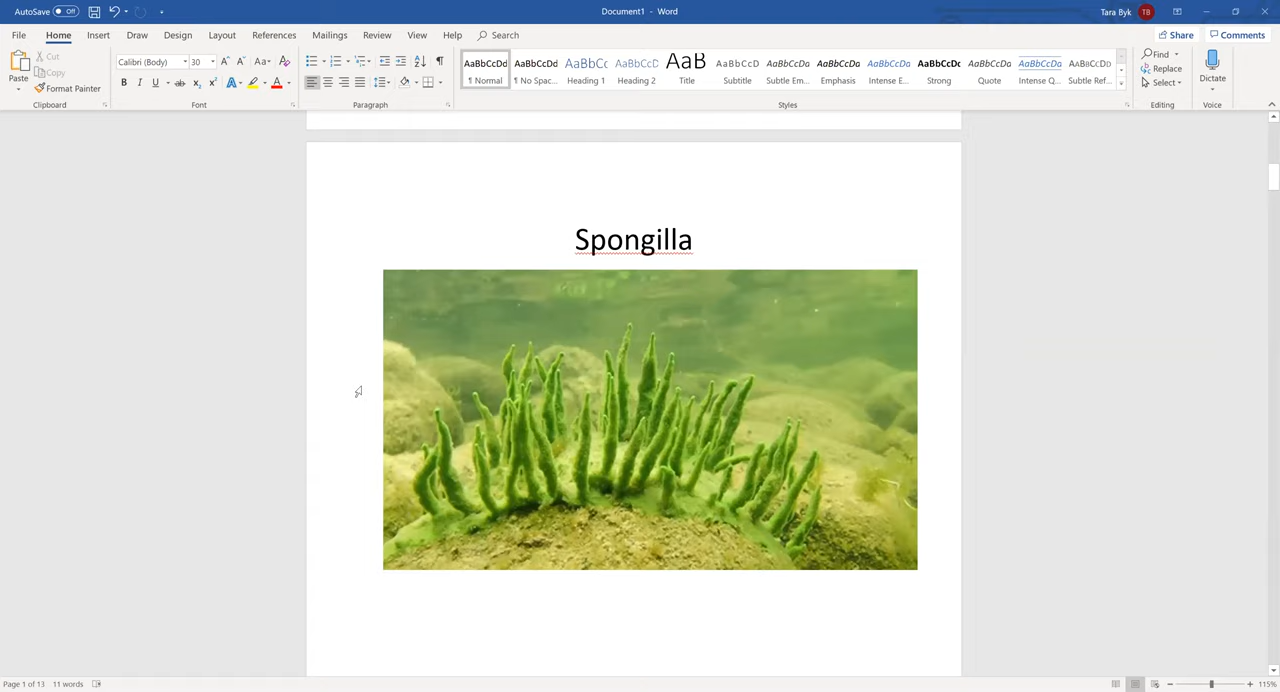 AutoSave Off
Document1 - Word
Tara Byk TB
File Home Insert Draw Design Layout References Mailings Review View Help Search Share Comments
Paste Cut Copy Format Painter
Calibri (Body) 30
AaBbCcDd AaBbCcDd AaBbCc AaBbCcD AaB AaBbCcD AaBbCcDd AaBbCcDd AaBbCcDd AaBbCcDc AaBbCcDd AaBbCcDd AaBbCcDd
¶ Normal ¶ No Spac... Heading 1 Heading 2 Title Subtitle Subtle Em... Emphasis Intense E... Strong Quote Intense Q... Subtle Ref...
Find Replace Select Dictate
Clipboard Font Paragraph Styles Editing Voice
Spongilla
Page 1 of 13 11 words 115%